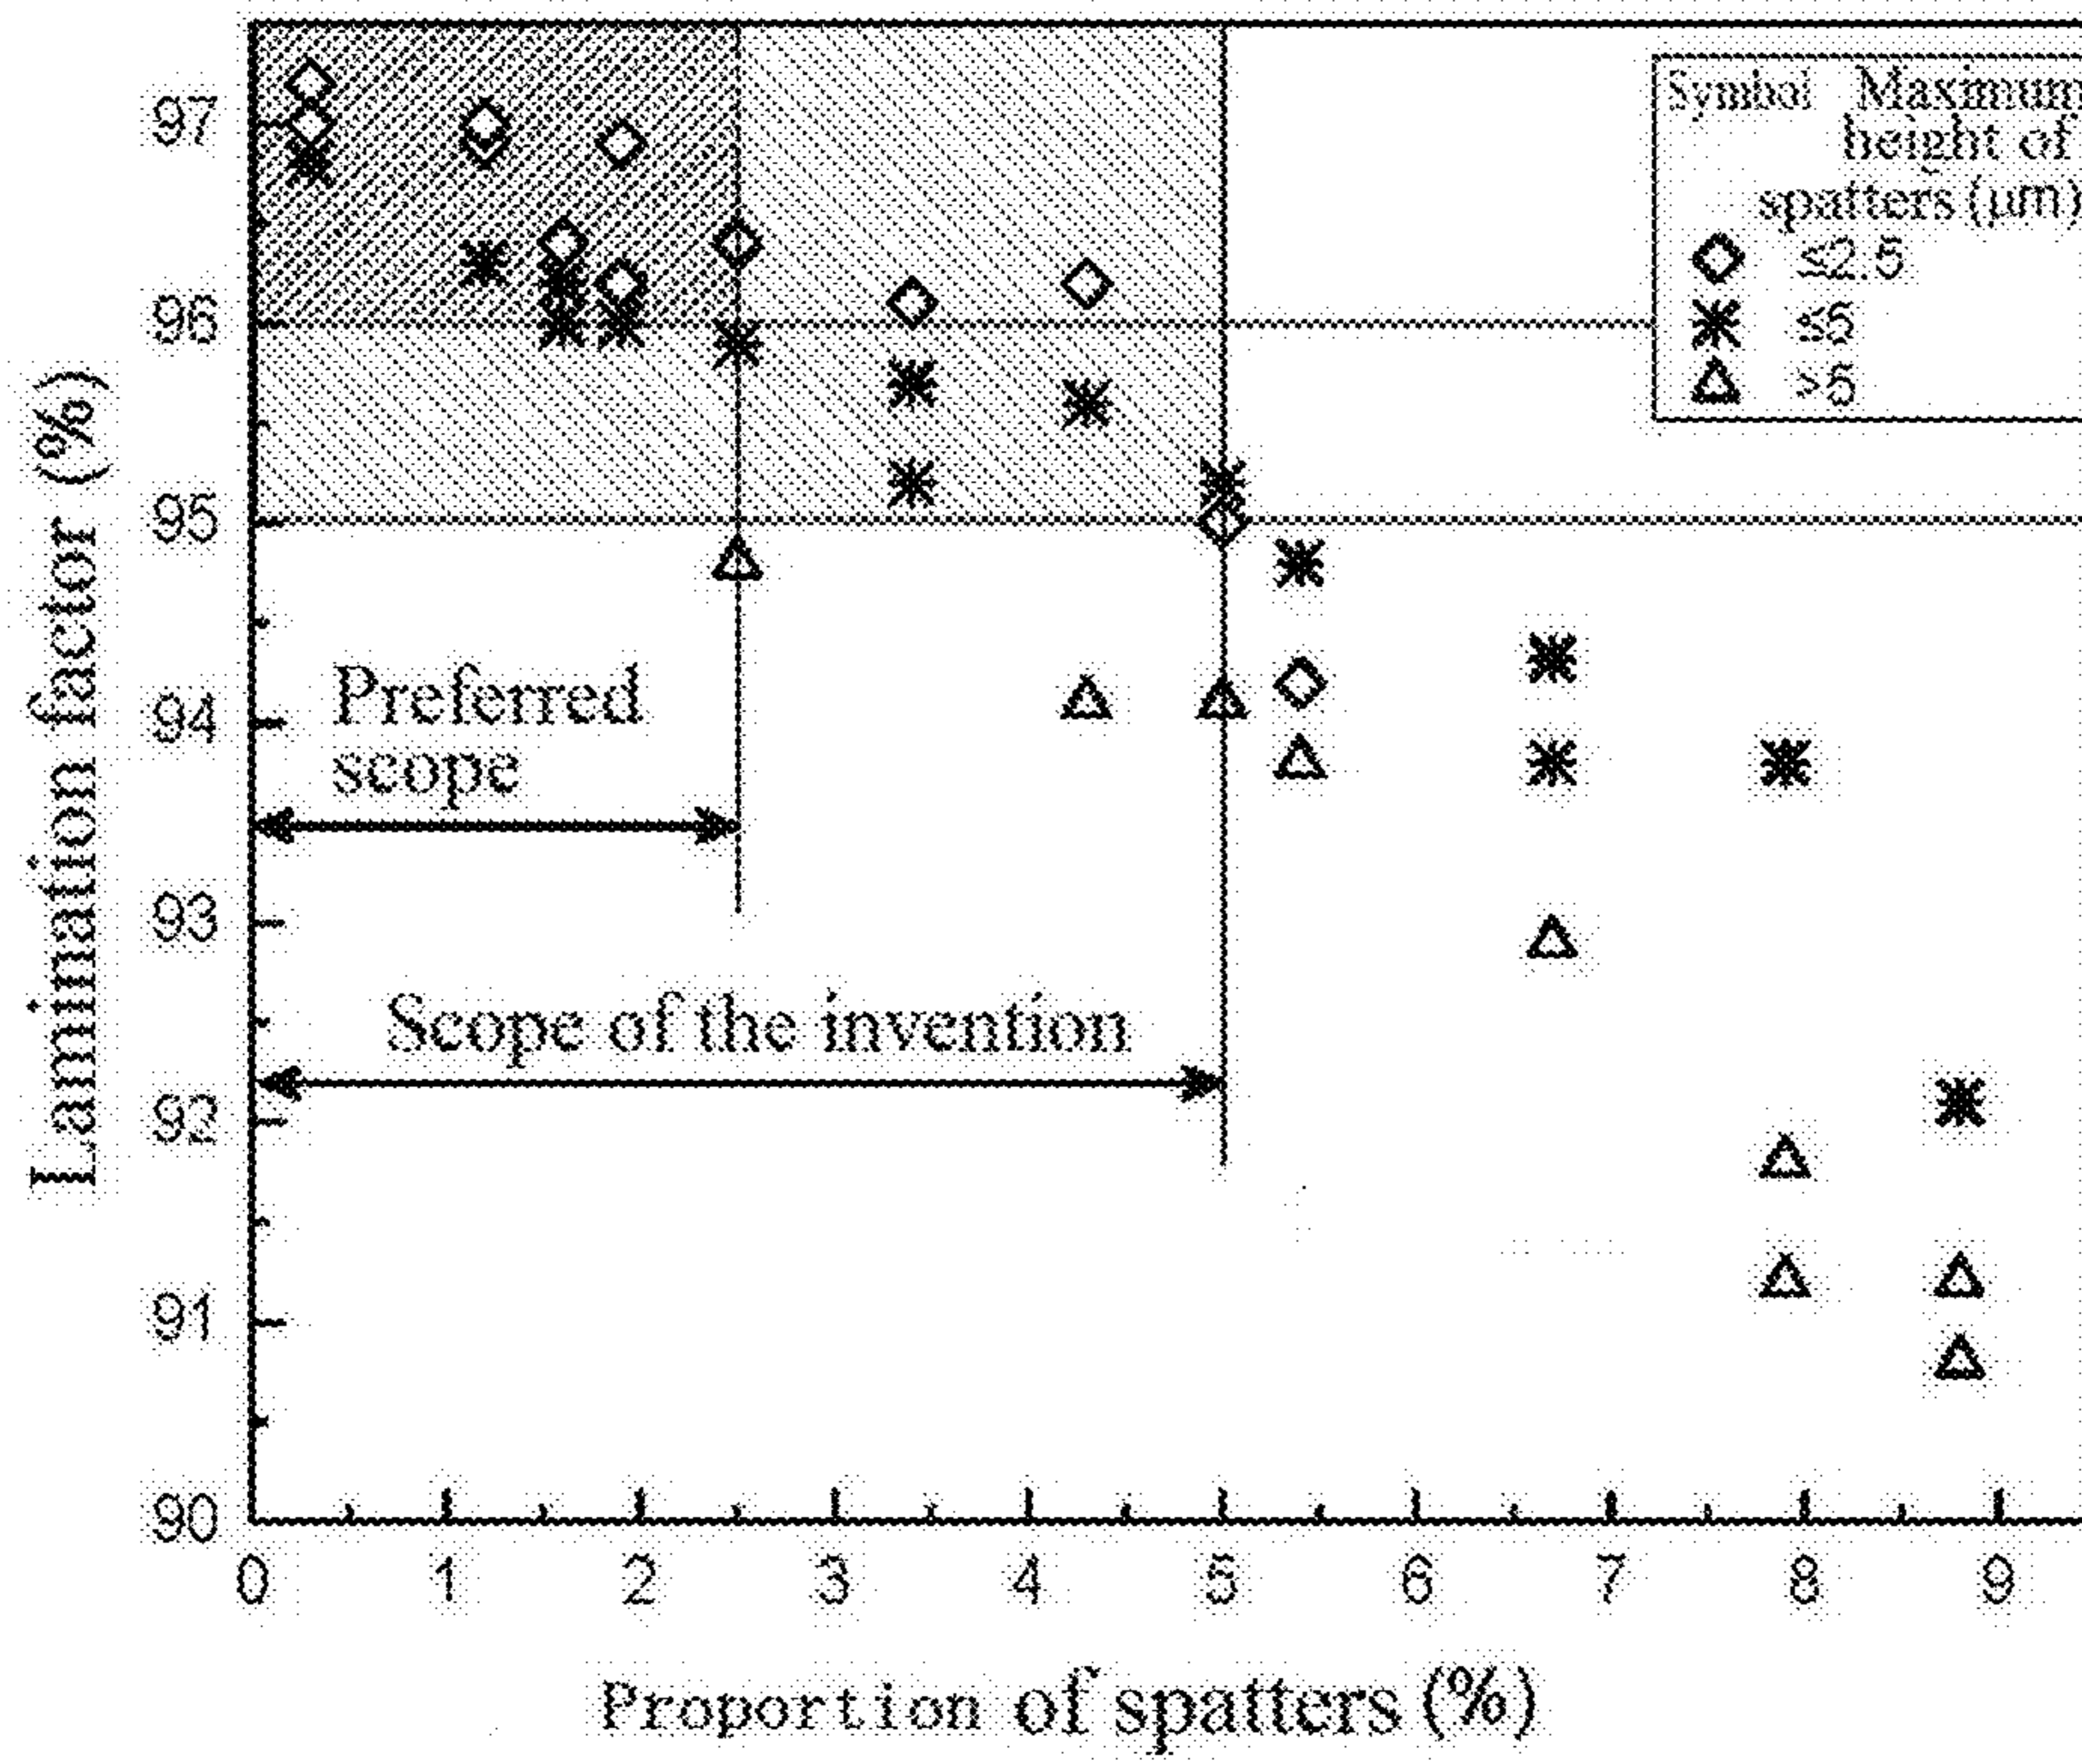 Symbol Maximum
height of
spatters (μm)
≤2.5
≤5
>5
97
96
95
94
93
92
91
90
Lamination factor (%)
Preferred
scope
Scope of the invention
0 1 2 3 4 5 6 7 8 9
Proportion of spatters (%)